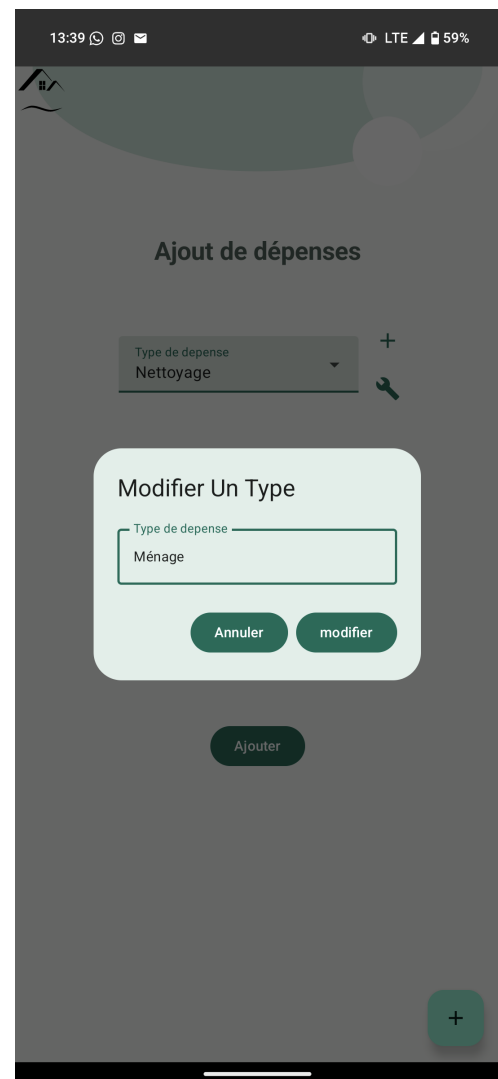 13:39 LTE 59%
Ajout de dépenses
Type de depense
Nettoyage
Modifier Un Type
Type de depense
Ménage
Annuler modifier
Ajouter